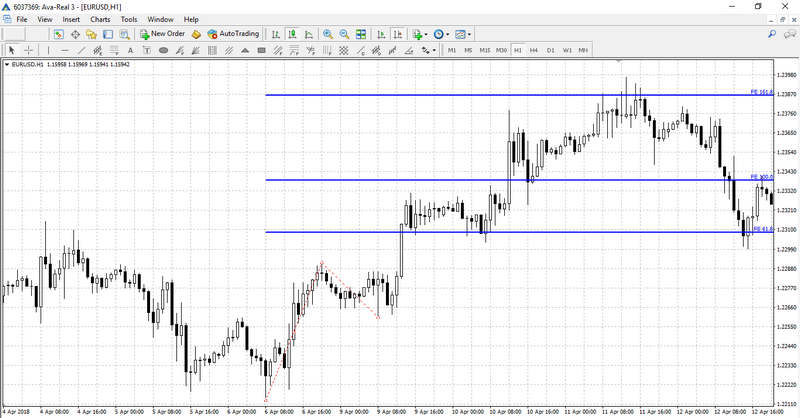 6037369: Ava-Real 3 - [EURUSD,H1]
File View Insert Charts Tools Window Help
New Order AutoTrading
A T M1 M5 M15 M30 H1 H4 D1 W1 MN
EURUSD,H1 1.15958 1.15969 1.15941 1.15942
1.23980
FE 161.8
1.23870
1.23760
1.23650
1.23540
1.23430
FE 100.0
1.23320
1.23210
FE 61.8
1.23100
1.22990
1.22880
1.22770
1.22660
1.22550
1.22440
1.22330
1.22220
1.22110
4 Apr 2018 4 Apr 08:00 4 Apr 16:00 5 Apr 00:00 5 Apr 08:00 5 Apr 16:00 6 Apr 00:00 6 Apr 08:00 6 Apr 16:00 9 Apr 00:00 9 Apr 08:00 9 Apr 16:00 10 Apr 00:00 10 Apr 08:00 10 Apr 16:00 11 Apr 00:00 11 Apr 08:00 11 Apr 16:00 12 Apr 00:00 12 Apr 08:00 12 Apr 16:00